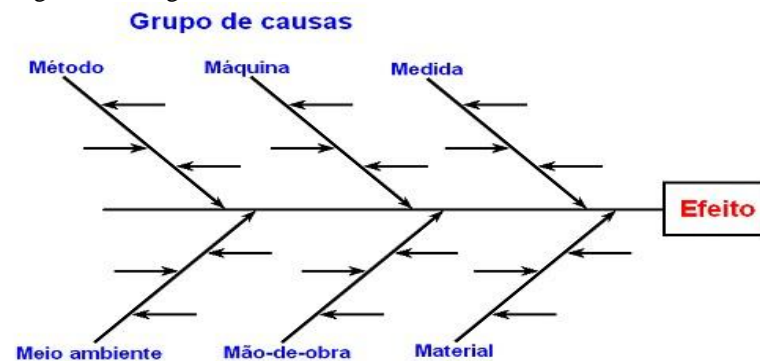 Grupo de causas
Método Máquina Medida
Efeito
Meio ambiente Mão-de-obra Material